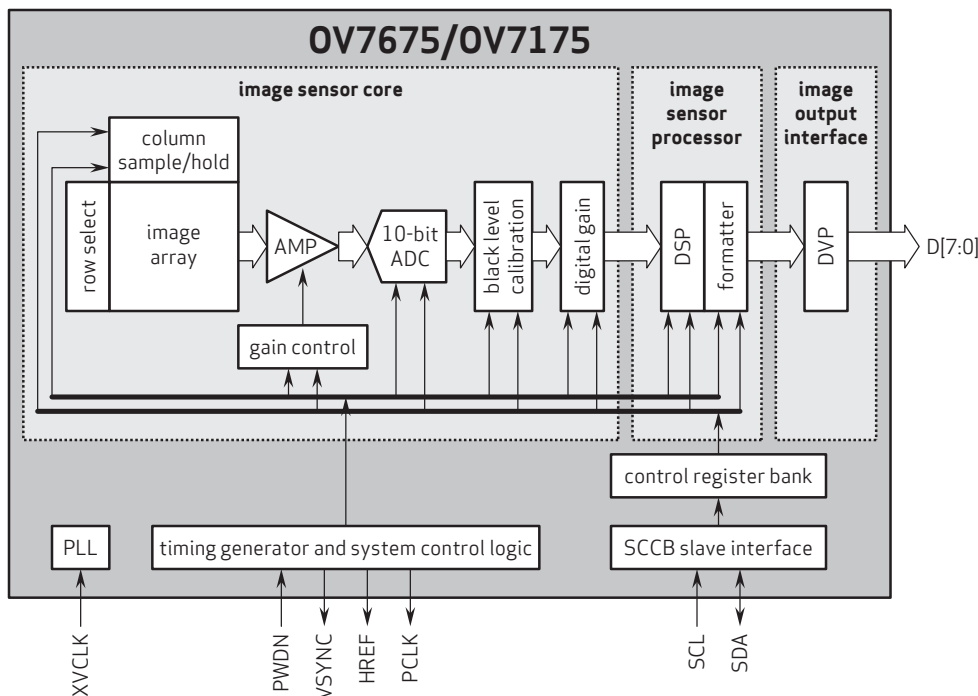 OV7675/OV7175
image sensor core
image
sensor
processor
image
output
interface
column
sample/hold
row select
image
array
AMP
10-bit
ADC
black level
calibration
digital gain
DSP
formatter
DVP
D[7:0]
gain control
control register bank
PLL
timing generator and system control logic
SCCB slave interface
XVCLK
PWDN
VSYNC
HREF
PCLK
SCL
SDA